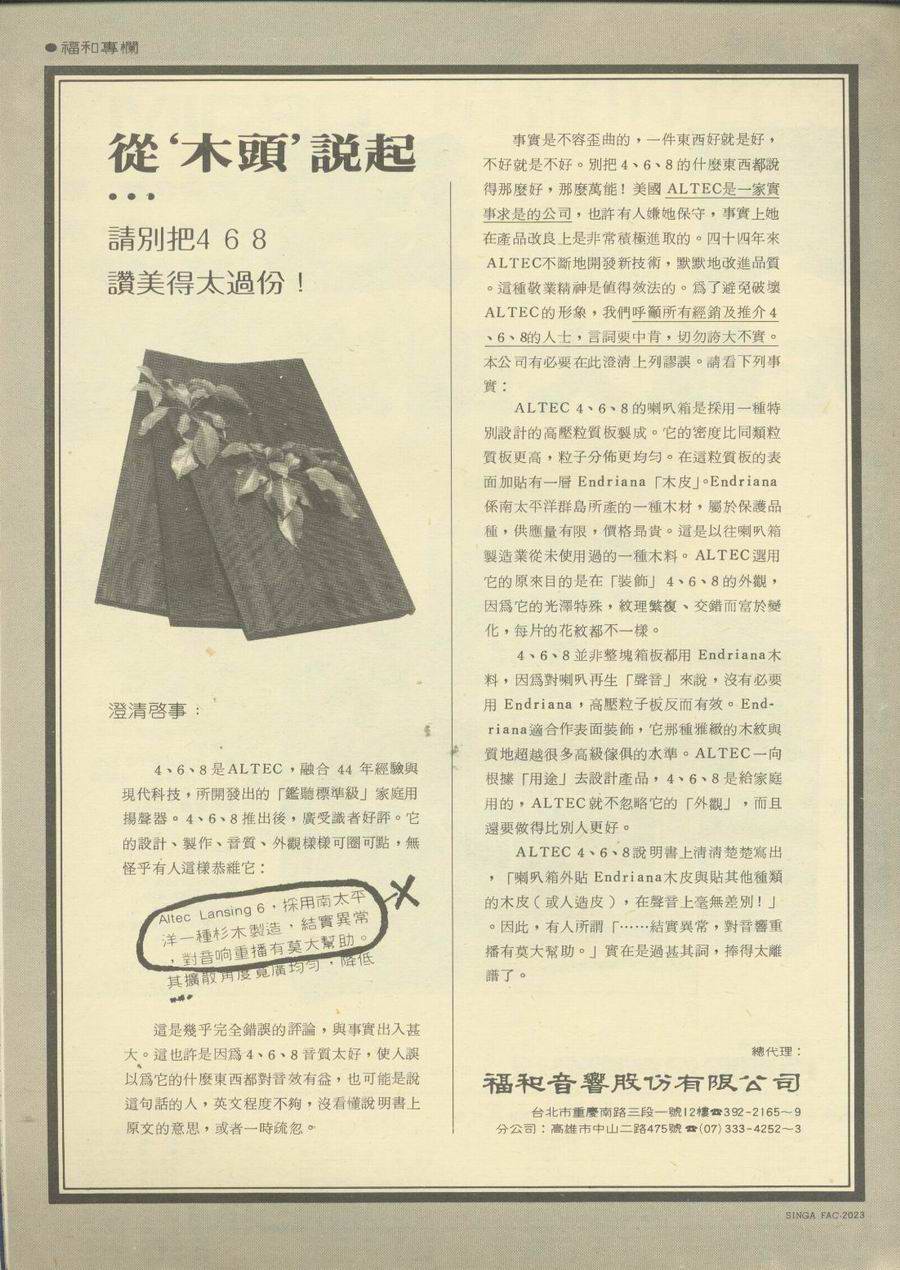 ●福和專欄
從‘木頭’説起
•••
請別把4 6 8
讚美得太過份！
澄清啓事：
4、6、8是ALTEC，融合 44 年經驗與
現代科技，所開發出的「鑑聽標準級」家庭用
揚聲器。4、6、8推出後，廣受識者好評。它
的設計、製作、音質、外觀樣樣可圈可點，無
怪乎有人這樣恭維它：
Altec Lansing 6，採用南太平
洋一種杉木製造，結實異常
，對音响重播有莫大幫助。
其擴散角度寬廣均勻，降低
這是幾乎完全錯誤的評論，與事實出入甚
大。這也許是因爲4、6、8音質太好，使人誤
以爲它的什麼東西都對音效有益，也可能是說
這句話的人，英文程度不夠，沒看懂說明書上
原文的意思，或者一時疏忽。
事實是不容歪曲的，一件東西好就是好，
不好就是不好。別把4、6、8的什麼東西都說
得那麼好，那麼萬能！美國 ALTEC是一家實
事求是的公司，也許有人嫌她保守，事實上她
在產品改良上是非常積極進取的。四十四年來
ALTEC不斷地開發新技術，默默地改進品質
。這種敬業精神是值得效法的。爲了避免破壞
ALTEC的形象，我們呼籲所有經銷及推介4
、6、8的人士，言詞要中肯，切勿誇大不實。
本公司有必要在此澄清上列謬誤。請看下列事
實：
ALTEC 4、6、8的喇叭箱是採用一種特
別設計的高壓粒質板製成。它的密度比同類粒
質板更高，粒子分佈更均勻。在這粒質板的表
面加貼有一層 Endriana「木皮」。Endriana
係南太平洋群島所產的一種木材，屬於保護品
種，供應量有限，價格昂貴。這是以往喇叭箱
製造業從未使用過的一種木料。ALTEC選用
它的原來目的是在「裝飾」4、6、8的外觀，
因爲它的光澤特殊，紋理繁複、交錯而富於變
化，每片的花紋都不一樣。
4、6、8並非整塊箱板都用 Endriana木
料，因爲對喇叭再生「聲音」來說，沒有必要
用 Endriana，高壓粒子板反而有效。End-
riana適合作表面裝飾，它那種雅緻的木紋與
質地超越很多高級傢俱的水準。ALTEC一向
根據「用途」去設計產品，4、6、8是給家庭
用的，ALTEC就不忽略它的「外觀」，而且
還要做得比別人更好。
ALTEC 4、6、8說明書上清清楚楚寫出
，「喇叭箱外貼 Endriana木皮與貼其他種類
的木皮（或人造皮），在聲音上毫無差別！」
。因此，有人所謂「……結實異常，對音響重
播有莫大幫助。」實在是過甚其詞，捧得太離
譜了。
總代理：
福和音響股份有限公司
台北市重慶南路三段一號12樓☎392-2165～9
分公司：高雄市中山二路475號☎(07)333-4252～3
SINGA FAC-2023